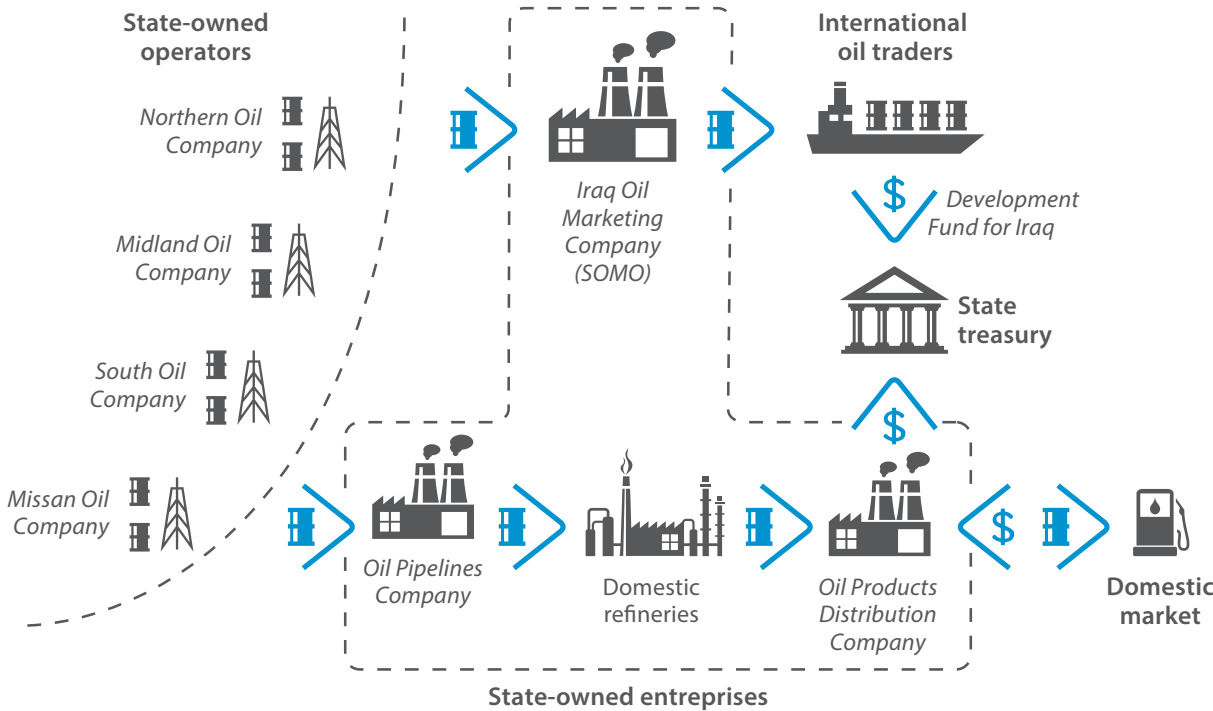 State-owned
operators
Northern Oil
Company
Midland Oil
Company
South Oil
Company
Missan Oil
Company
Iraq Oil
Marketing
Company
(SOMO)
International
oil traders
$
Development
Fund for Iraq
State
treasury
$
Oil Pipelines
Company
Domestic
refineries
Oil Products
Distribution
Company
$
Domestic
market
State-owned entreprises